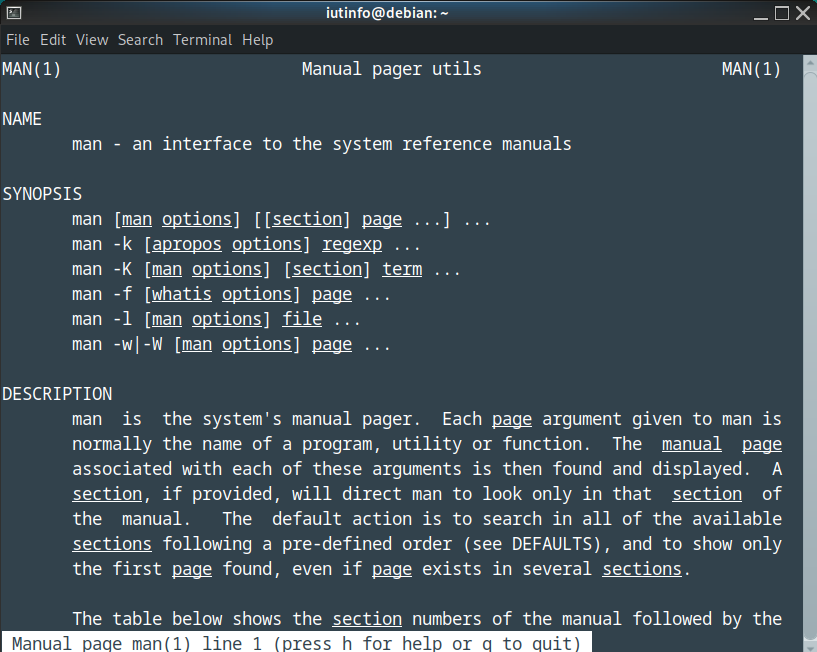 iutinfo@debian: ~
File Edit View Search Terminal Help
MAN(1) Manual pager utils MAN(1)
NAME
man - an interface to the system reference manuals
SYNOPSIS
man [man options] [[section] page ...] ...
man -k [apropos options] regexp ...
man -K [man options] [section] term ...
man -f [whatis options] page ...
man -l [man options] file ...
man -w|-W [man options] page ...
DESCRIPTION
man is the system's manual pager. Each page argument given to man is
normally the name of a program, utility or function. The manual page
associated with each of these arguments is then found and displayed. A
section, if provided, will direct man to look only in that section of
the manual. The default action is to search in all of the available
sections following a pre-defined order (see DEFAULTS), and to show only
the first page found, even if page exists in several sections.
The table below shows the section numbers of the manual followed by the
Manual page man(1) line 1 (press h for help or q to quit)